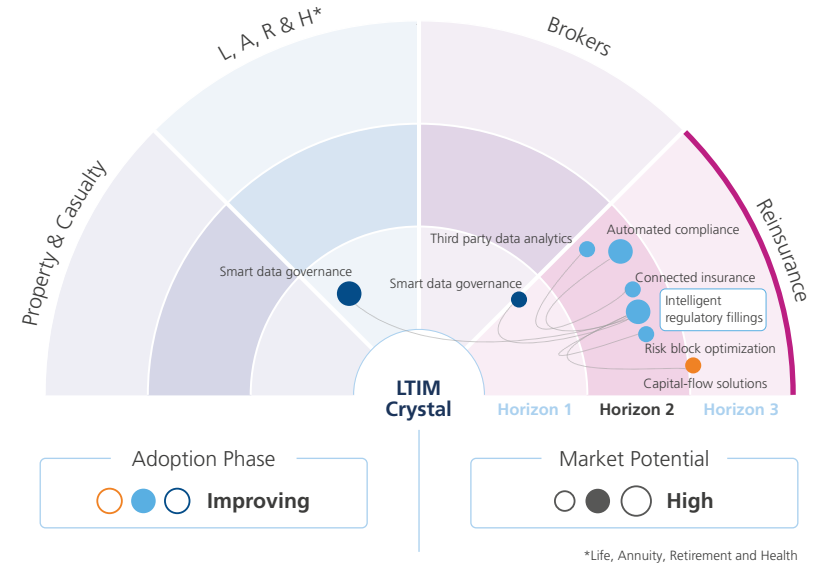 L, A, R & H*
Brokers
Property & Casualty
Reinsurance
Third party data analytics
Automated compliance
Smart data governance
Smart data governance
Connected insurance
Intelligent
regulatory fillings
Risk block optimization
Capital-flow solutions
LTIM
Crystal
Horizon 1
Horizon 2
Horizon 3
Adoption Phase
Improving
Market Potential
High
*Life, Annuity, Retirement and Health